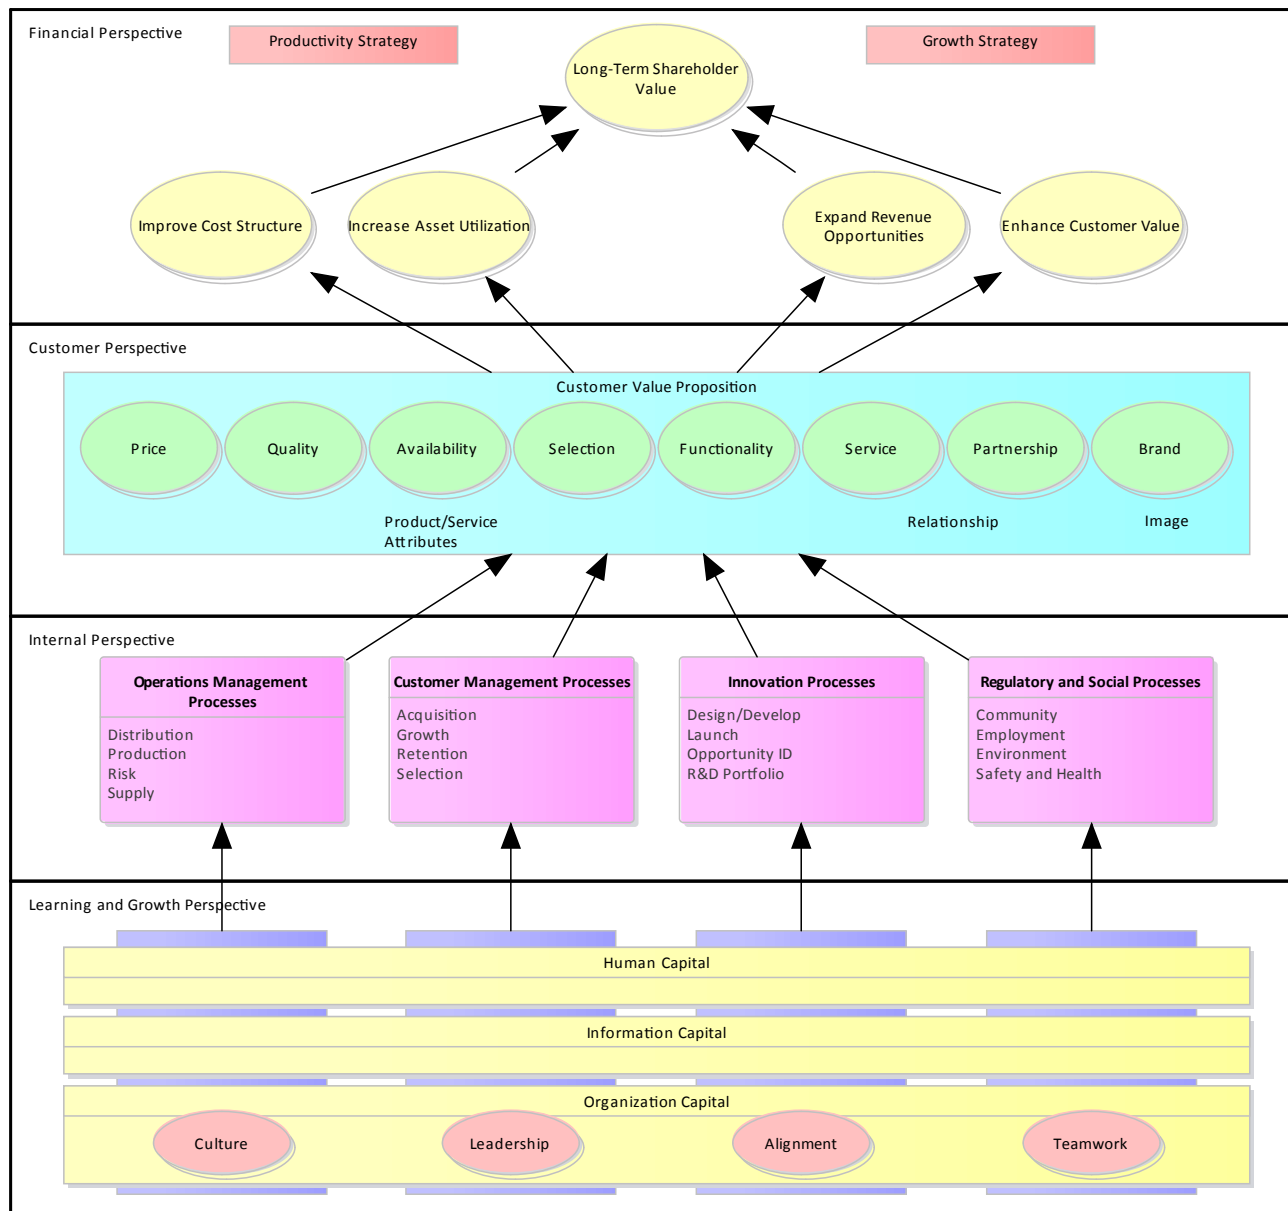 Financial Perspective
Productivity Strategy
Growth Strategy
Long-Term Shareholder
Value
Improve Cost Structure
Increase Asset Utilization
Expand Revenue
Opportunities
Enhance Customer Value
Customer Perspective
Customer Value Proposition
Price
Quality
Availability
Selection
Functionality
Service
Partnership
Brand
Product/Service
Attributes
Relationship
Image
Internal Perspective
Operations Management
Processes
Distribution
Production
Risk
Supply
Customer Management Processes
Acquisition
Growth
Retention
Selection
Innovation Processes
Design/Develop
Launch
Opportunity ID
R&D Portfolio
Regulatory and Social Processes
Community
Employment
Environment
Safety and Health
Learning and Growth Perspective
Human Capital
Information Capital
Organization Capital
Culture
Leadership
Alignment
Teamwork